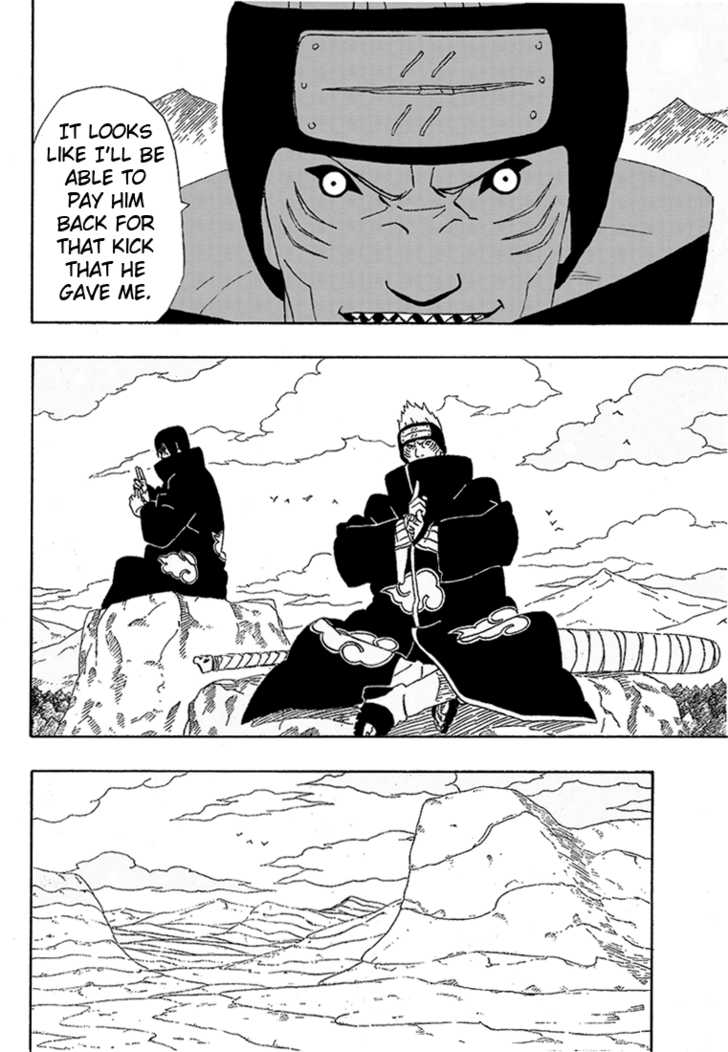 IT LOOKS
LIKE I'LL BE
ABLE TO
PAY HIM
BACK FOR
THAT KICK
THAT HE
GAVE ME.